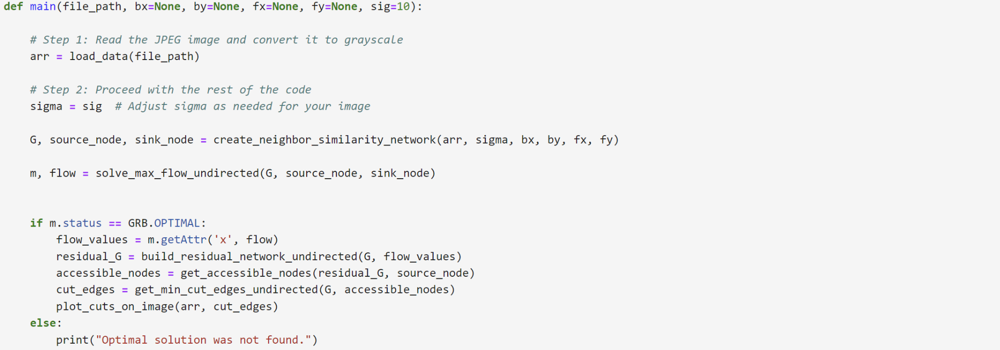 def main(file_path, bx=None, by=None, fx=None, fy=None, sig=10):
    # Step 1: Read the JPEG image and convert it to grayscale
    arr = load_data(file_path)
    # Step 2: Proceed with the rest of the code
    sigma = sig  # Adjust sigma as needed for your image
    G, source_node, sink_node = create_neighbor_similarity_network(arr, sigma, bx, by, fx, fy)
    m, flow = solve_max_flow_undirected(G, source_node, sink_node)
    if m.status == GRB.OPTIMAL:
        flow_values = m.getAttr('x', flow)
        residual_G = build_residual_network_undirected(G, flow_values)
        accessible_nodes = get_accessible_nodes(residual_G, source_node)
        cut_edges = get_min_cut_edges_undirected(G, accessible_nodes)
        plot_cuts_on_image(arr, cut_edges)
    else:
        print("Optimal solution was not found.")